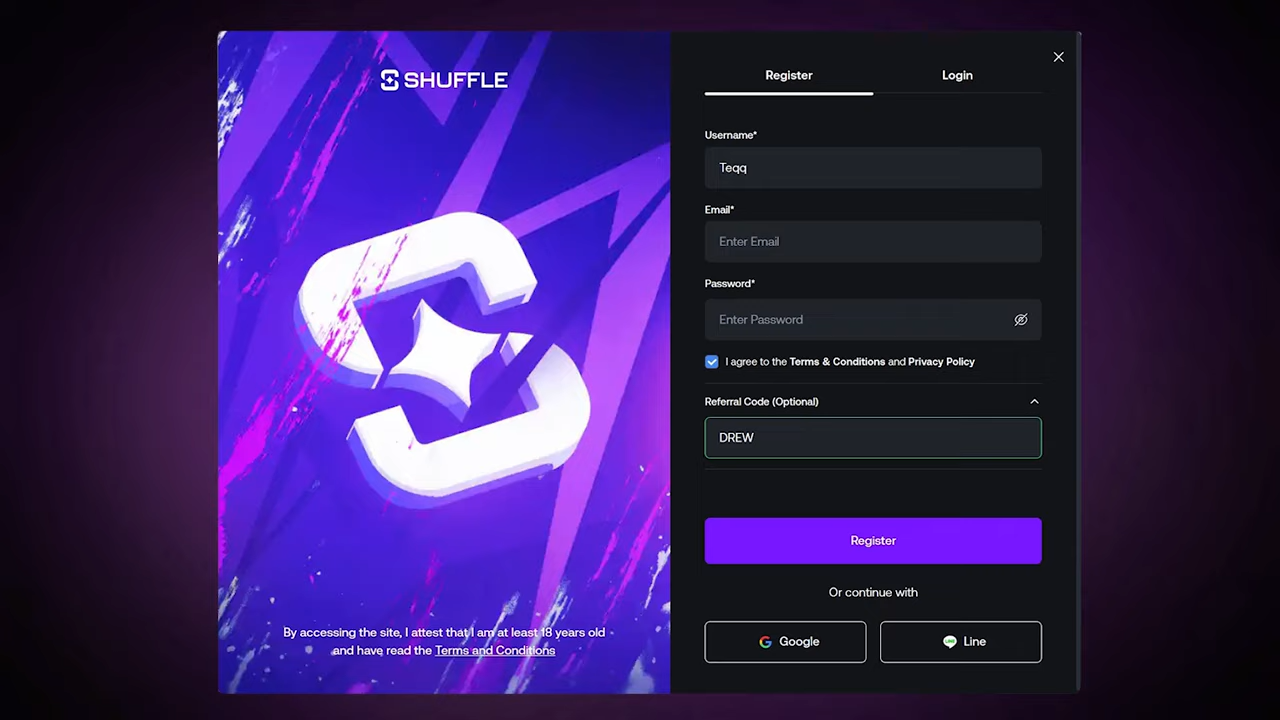 SHUFFLE
By accessing the site, I attest that I am at least 18 years old
and have read the Terms and Conditions
Register
Login
Username*
Teqq
Email*
Enter Email
Password*
Enter Password
I agree to the Terms & Conditions and Privacy Policy
Referral Code (Optional)
DREW
Register
Or continue with
Google
Line